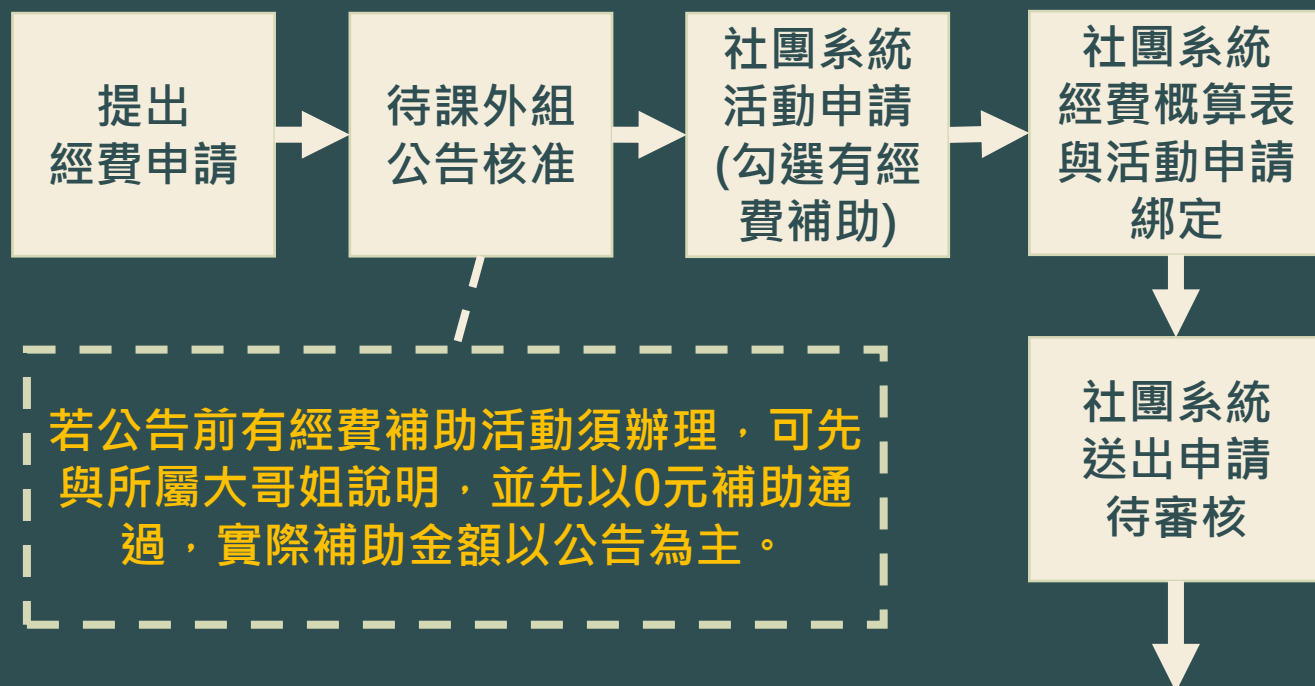 提出
經費申請
待課外組
公告核准
社團系統
活動申請
(勾選有經
費補助)
社團系統
經費概算表
與活動申請
綁定
若公告前有經費補助活動須辦理，可先
與所屬大哥姐說明，並先以0元補助通
過，實際補助金額以公告為主。
社團系統
送出申請
待審核